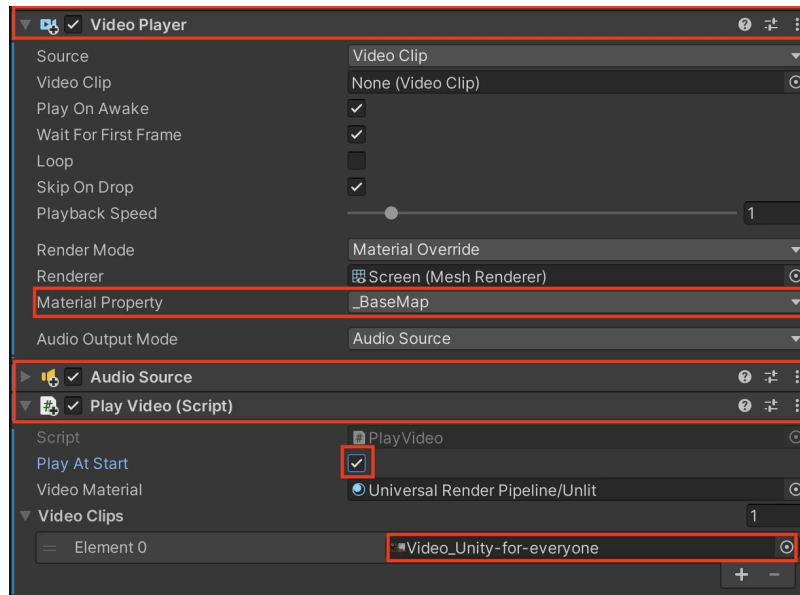 Video Player
Source Video Clip
Video Clip None (Video Clip)
Play On Awake
Wait For First Frame
Loop
Skip On Drop
Playback Speed 1
Render Mode Material Override
Renderer Screen (Mesh Renderer)
Material Property _BaseMap
Audio Output Mode Audio Source
Audio Source
# Play Video (Script)
Script # PlayVideo
Play At Start
Video Material Universal Render Pipeline/Unlit
Video Clips 1
= Element 0 Video_Unity-for-everyone
+ −